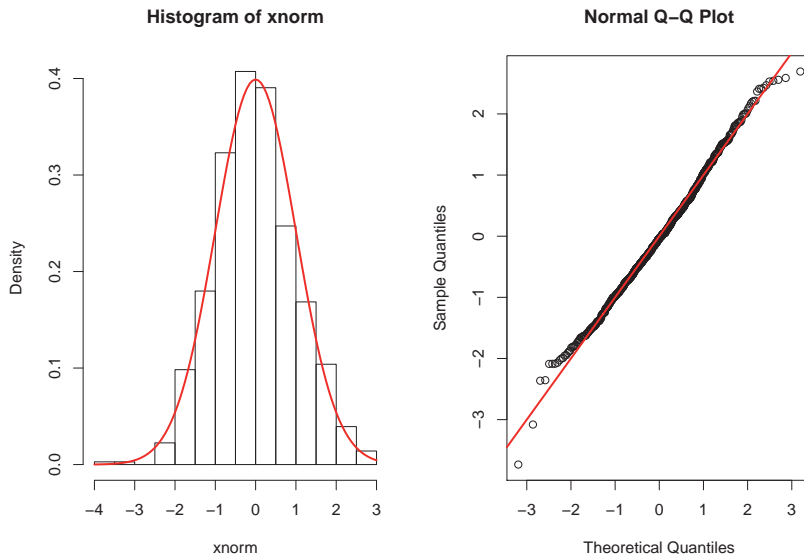 Histogram of xnorm
Density
0.0 0.1 0.2 0.3 0.4
−4 −3 −2 −1 0 1 2 3
xnorm
Normal Q−Q Plot
Sample Quantiles
−3 −2 −1 0 1 2
−3 −2 −1 0 1 2 3
Theoretical Quantiles